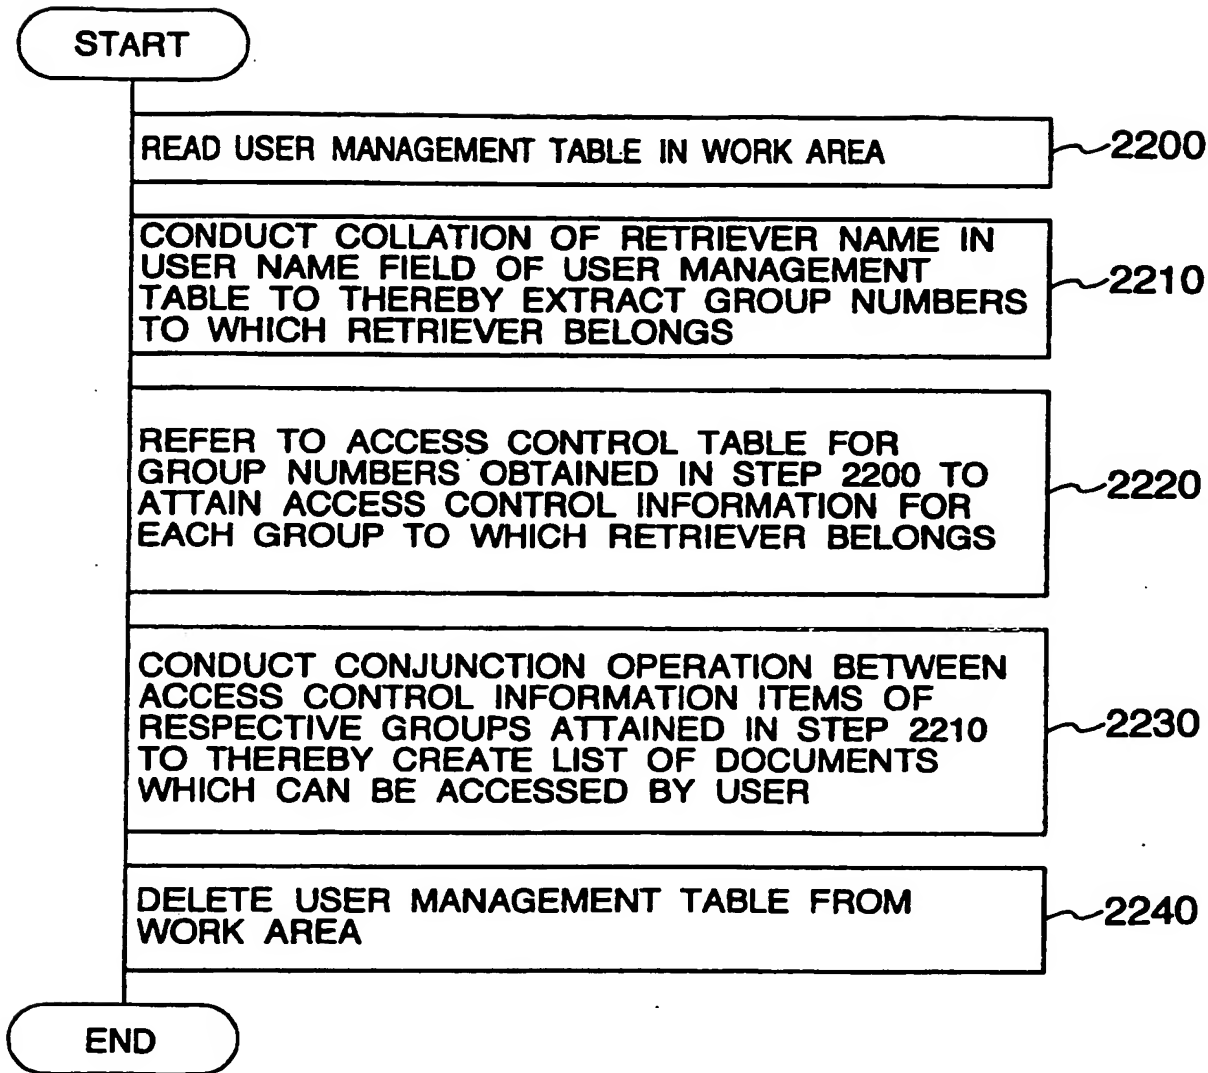 START
READ USER MANAGEMENT TABLE IN WORK AREA
2200
CONDUCT COLLATION OF RETRIEVER NAME IN
USER NAME FIELD OF USER MANAGEMENT
TABLE TO THEREBY EXTRACT GROUP NUMBERS
TO WHICH RETRIEVER BELONGS
2210
REFER TO ACCESS CONTROL TABLE FOR
GROUP NUMBERS OBTAINED IN STEP 2200 TO
ATTAIN ACCESS CONTROL INFORMATION FOR
EACH GROUP TO WHICH RETRIEVER BELONGS
2220
CONDUCT CONJUNCTION OPERATION BETWEEN
ACCESS CONTROL INFORMATION ITEMS OF
RESPECTIVE GROUPS ATTAINED IN STEP 2210
TO THEREBY CREATE LIST OF DOCUMENTS
WHICH CAN BE ACCESSED BY USER
2230
DELETE USER MANAGEMENT TABLE FROM
WORK AREA
2240
END